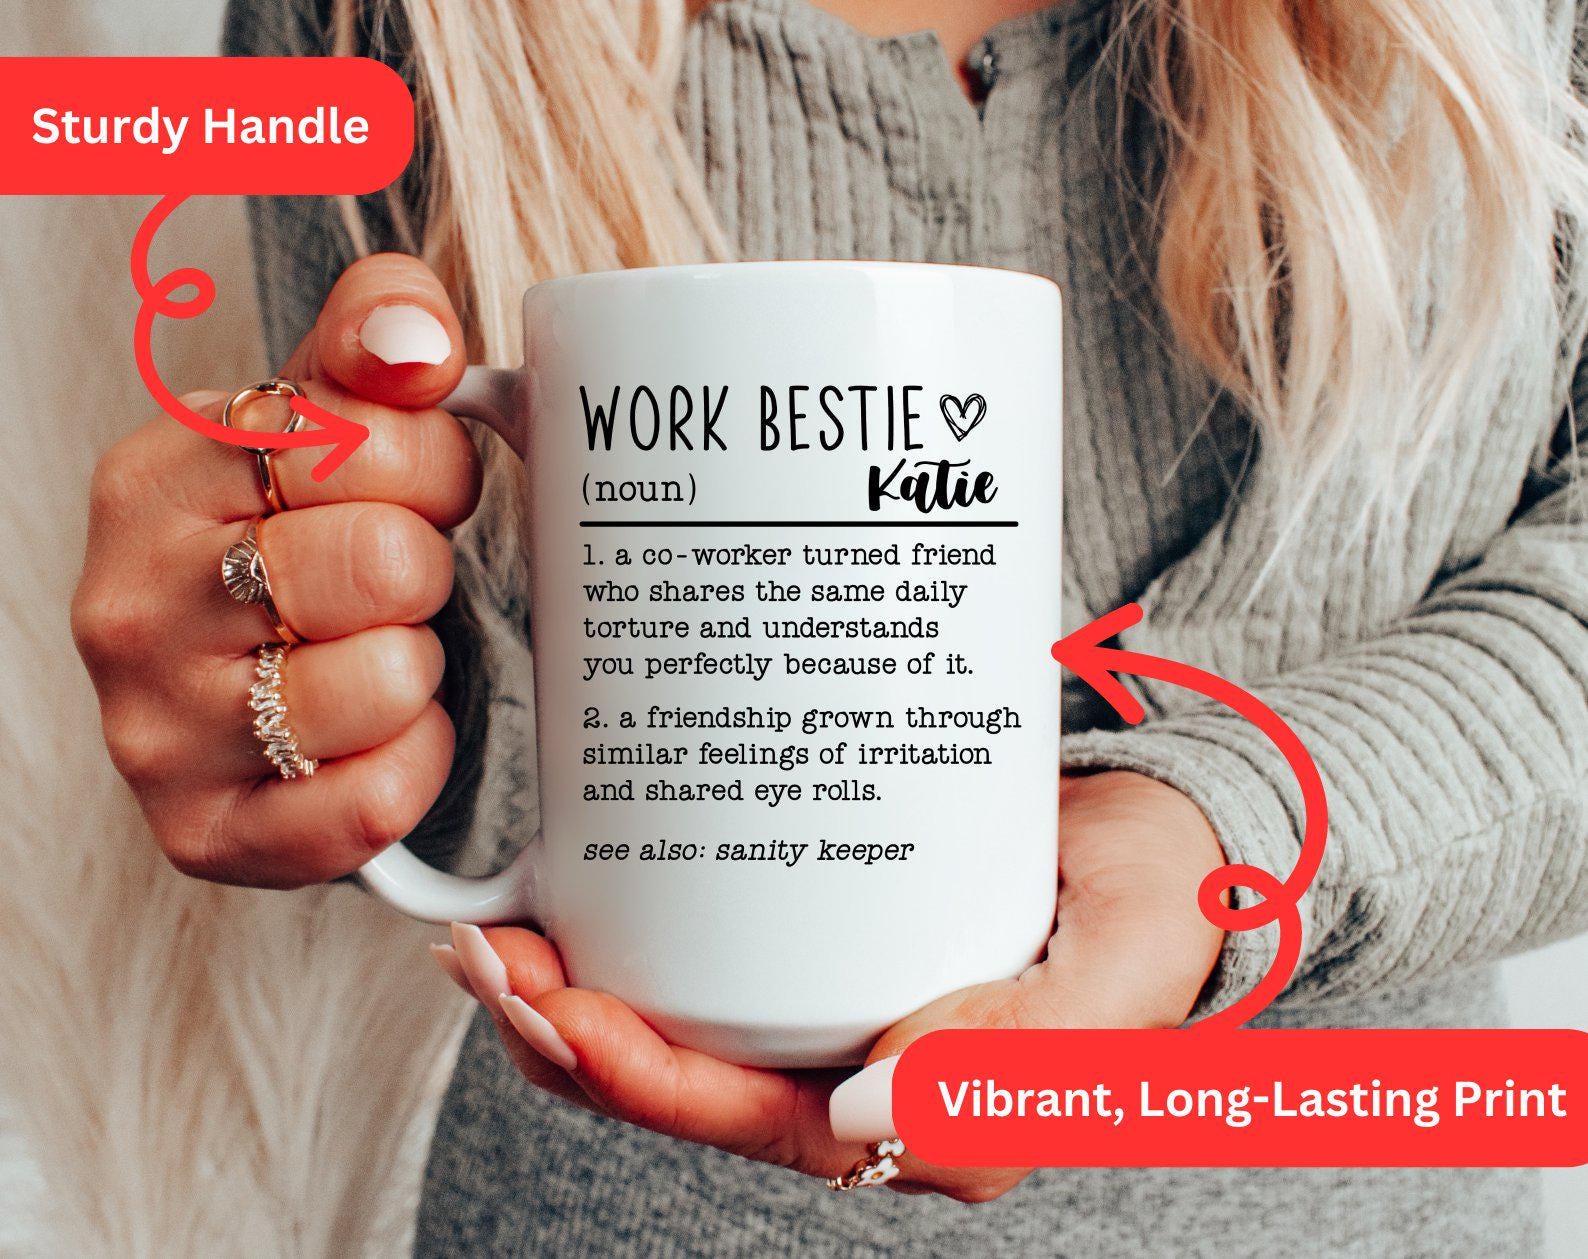 Sturdy Handle
WORK BESTIE
(noun) Katie
1. a co-worker turned friend
who shares the same daily
torture and understands
you perfectly because of it.
2. a friendship grown through
similar feelings of irritation
and shared eye rolls.
see also: sanity keeper
Vibrant, Long-Lasting Print